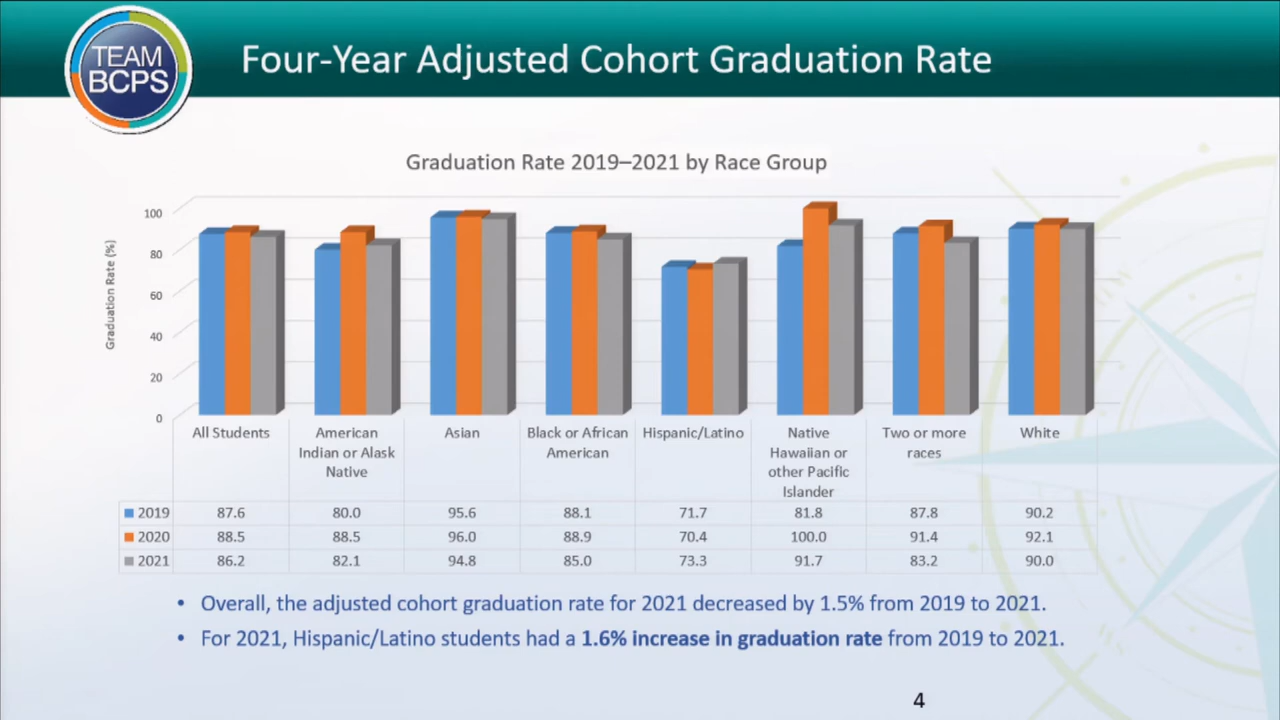 TEAM
BCPS
Four-Year Adjusted Cohort Graduation Rate
Graduation Rate 2019–2021 by Race Group
Graduation Rate (%)
100
80
60
40
20
0
All Students
American
Indian or Alask
Native
Asian
Black or African
American
Hispanic/Latino
Native
Hawaiian or
other Pacific
Islander
Two or more
races
White
2019 87.6 80.0 95.6 88.1 71.7 81.8 87.8 90.2
2020 88.5 88.5 96.0 88.9 70.4 100.0 91.4 92.1
2021 86.2 82.1 94.8 85.0 73.3 91.7 83.2 90.0
• Overall, the adjusted cohort graduation rate for 2021 decreased by 1.5% from 2019 to 2021.
• For 2021, Hispanic/Latino students had a 1.6% increase in graduation rate from 2019 to 2021.
4